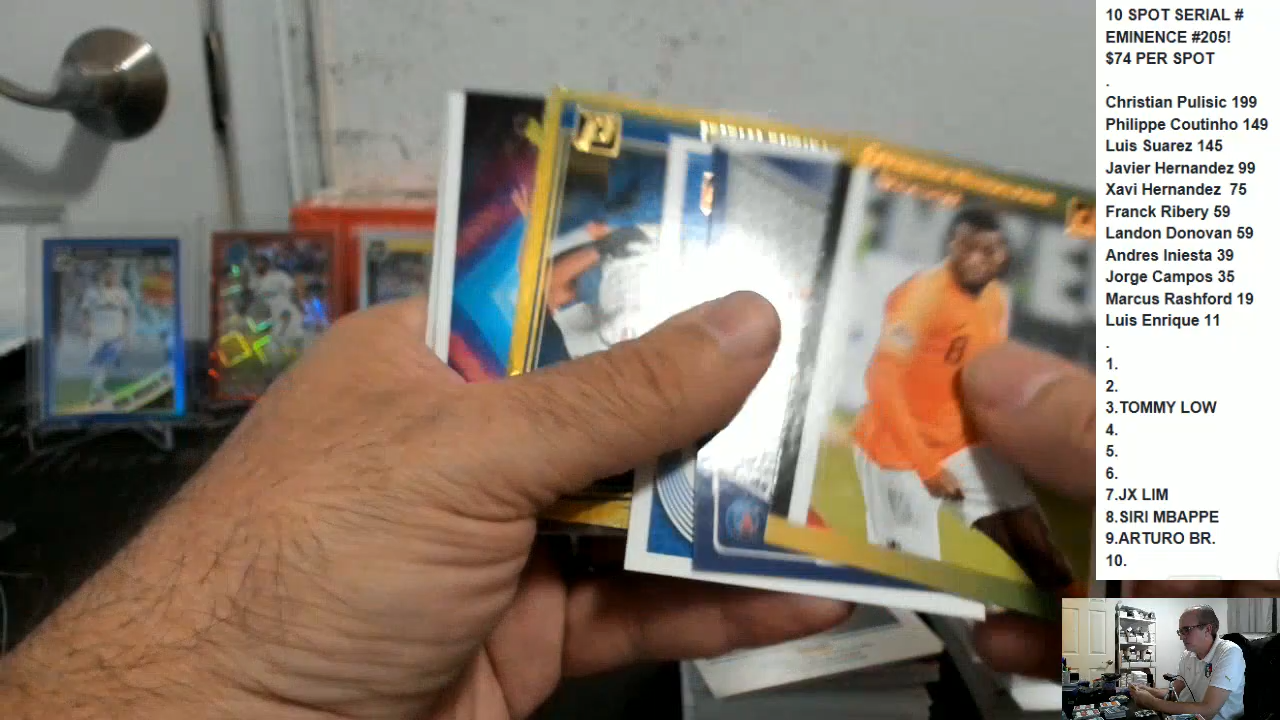 10 SPOT SERIAL #
EMINENCE #205!
$74 PER SPOT
.
Christian Pulisic 199
Philippe Coutinho 149
Luis Suarez 145
Javier Hernandez 99
Xavi Hernandez 75
Franck Ribery 59
Landon Donovan 59
Andres Iniesta 39
Jorge Campos 35
Marcus Rashford 19
Luis Enrique 11
.
1.
2.
3.TOMMY LOW
4.
5.
6.
7.JX LIM
8.SIRI MBAPPE
9.ARTURO BR.
10.
8